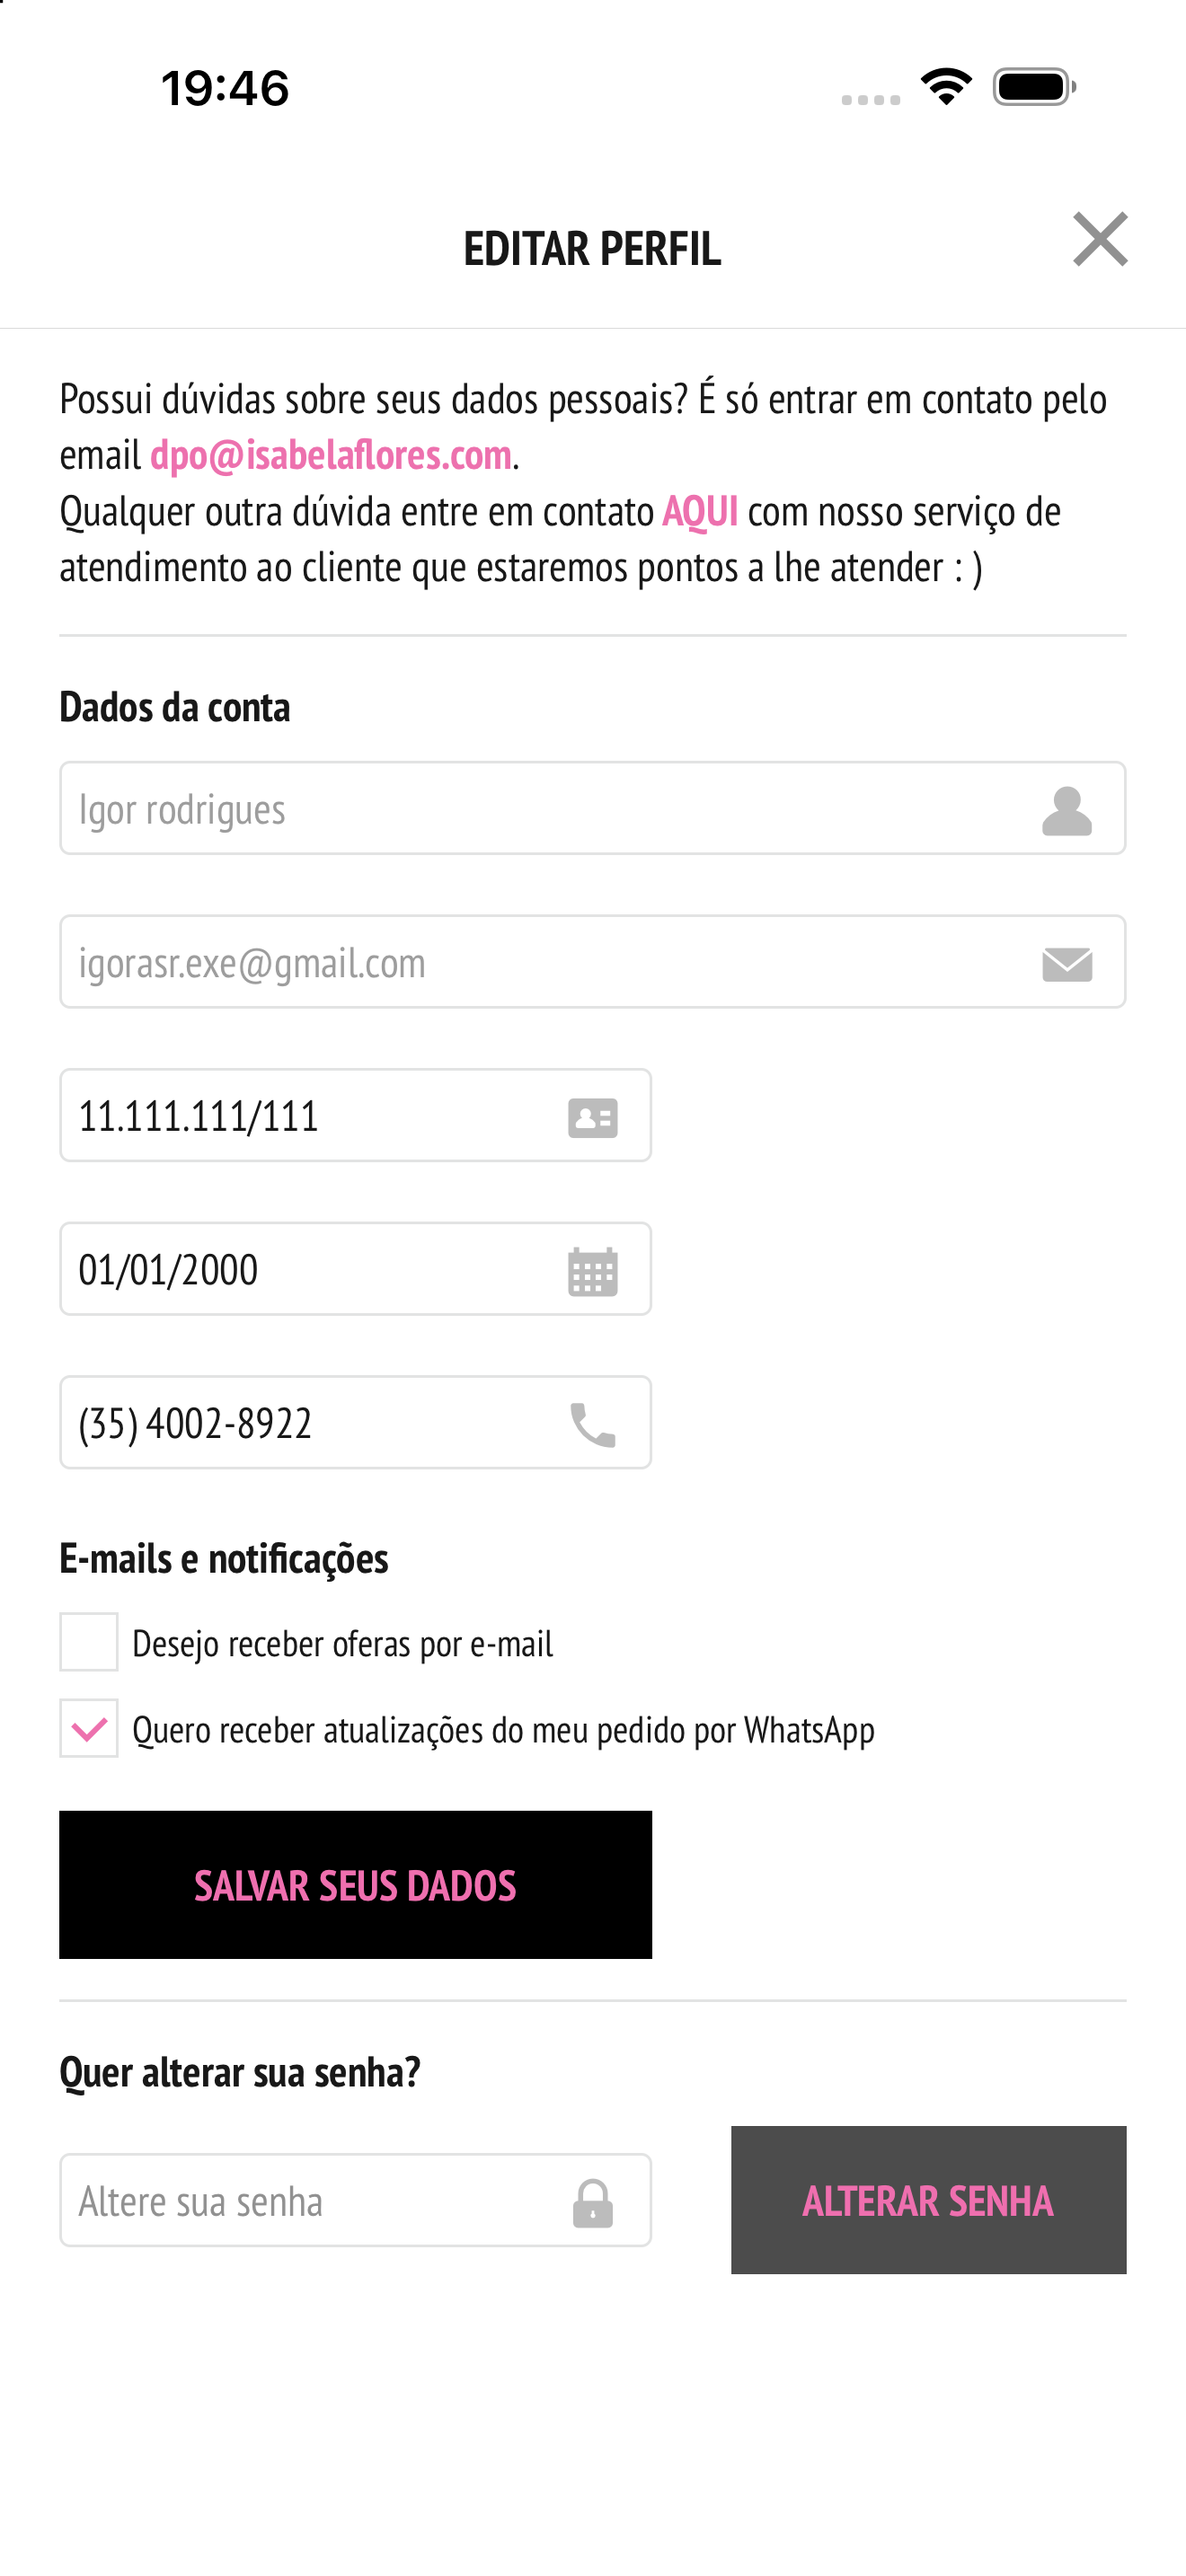 19:46
EDITAR PERFIL
Possui dúvidas sobre seus dados pessoais? É só entrar em contato pelo
email dpo@isabelaflores.com.
Qualquer outra dúvida entre em contato AQUI com nosso serviço de
atendimento ao cliente que estaremos pontos a lhe atender : )
Dados da conta
Igor rodrigues
igorasr.exe@gmail.com
11.111.111/111
01/01/2000
(35) 4002-8922
E-mails e notificações
Desejo receber oferas por e-mail
Quero receber atualizações do meu pedido por WhatsApp
SALVAR SEUS DADOS
Quer alterar sua senha?
Altere sua senha
ALTERAR SENHA